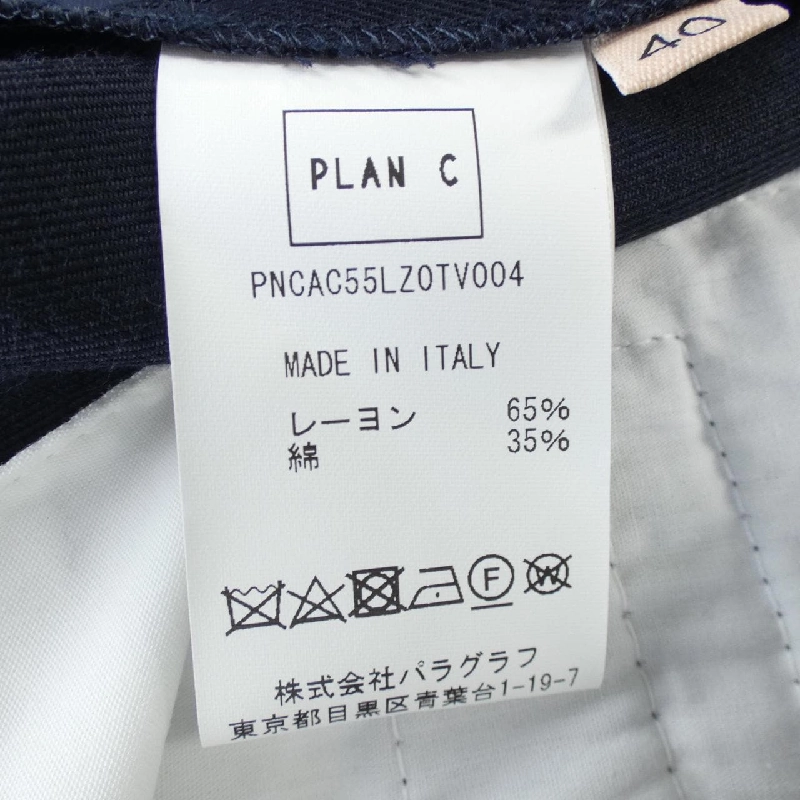 40
PLAN C
PNCAC55LZ0TV004
MADE IN ITALY
レーヨン 65%
綿 35%
F
W
株式会社パラグラフ
東京都目黒区青葉台1-19-7